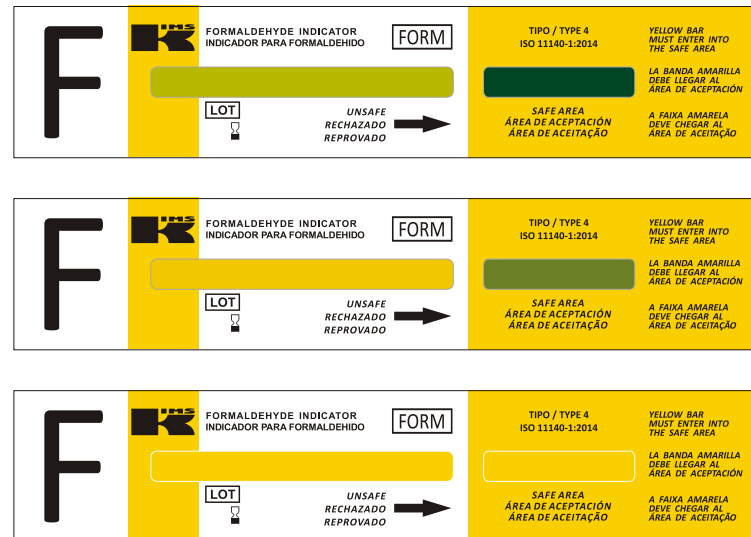 F
IMS
K
FORMALDEHYDE INDICATOR
INDICADOR PARA FORMALDEHIDO
FORM
TIPO / TYPE 4
ISO 11140-1:2014
YELLOW BAR
MUST ENTER INTO
THE SAFE AREA
LA BANDA AMARILLA
DEBE LLEGAR AL
ÁREA DE ACEPTACIÓN
LOT
UNSAFE
RECHAZADO
REPROVADO
SAFE AREA
ÁREA DE ACEPTACIÓN
ÁREA DE ACEITAÇÃO
A FAIXA AMARELA
DEVE CHEGAR AL
ÁREA DE ACEITAÇÃO
F
IMS
K
FORMALDEHYDE INDICATOR
INDICADOR PARA FORMALDEHIDO
FORM
TIPO / TYPE 4
ISO 11140-1:2014
YELLOW BAR
MUST ENTER INTO
THE SAFE AREA
LA BANDA AMARILLA
DEBE LLEGAR AL
ÁREA DE ACEPTACIÓN
LOT
UNSAFE
RECHAZADO
REPROVADO
SAFE AREA
ÁREA DE ACEPTACIÓN
ÁREA DE ACEITAÇÃO
A FAIXA AMARELA
DEVE CHEGAR AL
ÁREA DE ACEITAÇÃO
F
IMS
K
FORMALDEHYDE INDICATOR
INDICADOR PARA FORMALDEHIDO
FORM
TIPO / TYPE 4
ISO 11140-1:2014
YELLOW BAR
MUST ENTER INTO
THE SAFE AREA
LA BANDA AMARILLA
DEBE LLEGAR AL
ÁREA DE ACEPTACIÓN
LOT
UNSAFE
RECHAZADO
REPROVADO
SAFE AREA
ÁREA DE ACEPTACIÓN
ÁREA DE ACEITAÇÃO
A FAIXA AMARELA
DEVE CHEGAR AL
ÁREA DE ACEITAÇÃO